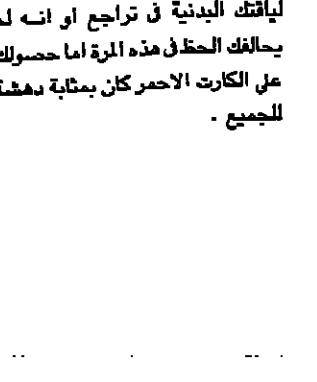 لياقتك البدنية في تراجع او انه لم
يحالفك الحظ في هذه المرة اما حصولك
على الكارت الاحمر كان بمثابة دهشة
للجميع .